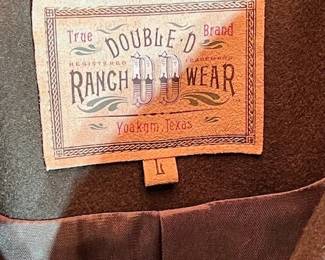 True Brand
DOUBLE·D
REGISTERED TRADEMARK
RANCH DD WEAR
Yoakum, Texas
L